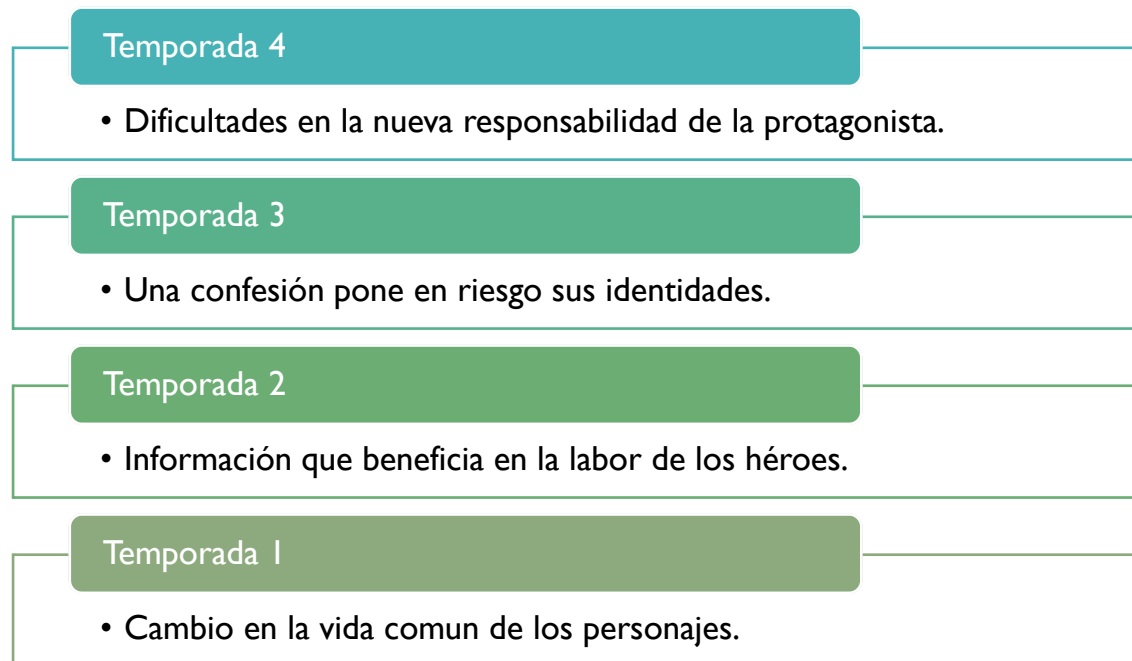 Temporada 4
• Dificultades en la nueva responsabilidad de la protagonista.
Temporada 3
• Una confesión pone en riesgo sus identidades.
Temporada 2
• Información que beneficia en la labor de los héroes.
Temporada 1
• Cambio en la vida comun de los personajes.